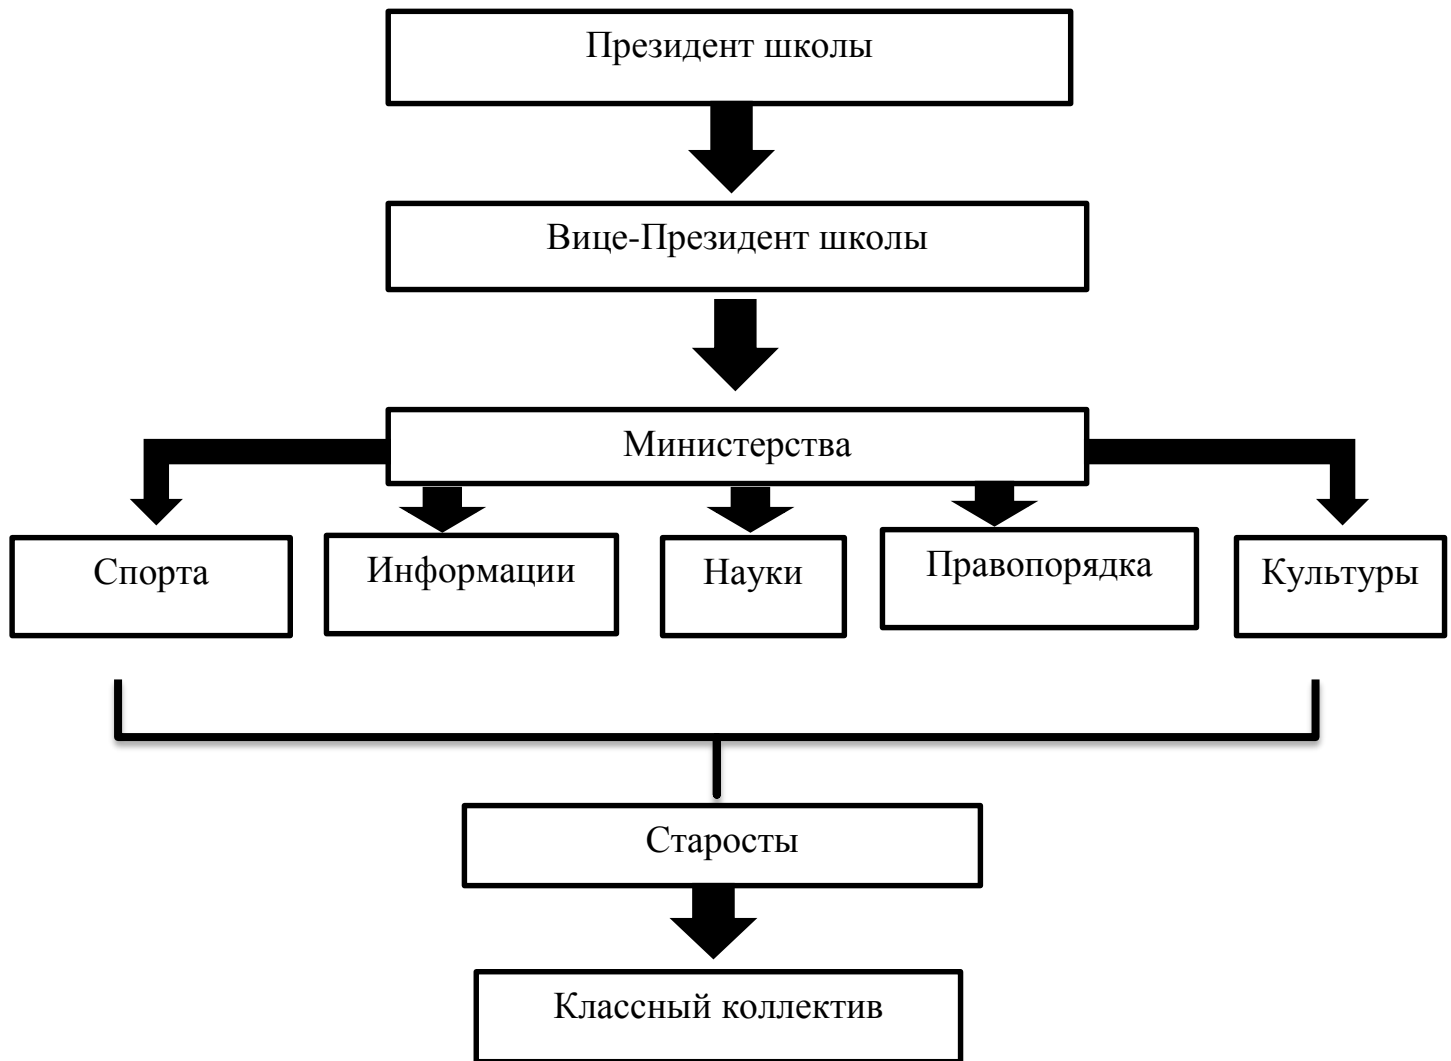 Президент школы
Вице-Президент школы
Министерства
Спорта
Информации
Науки
Правопорядка
Культуры
Старосты
Классный коллектив